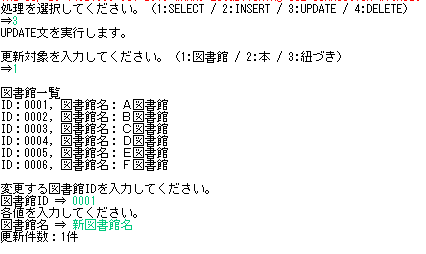 処理を選択してください。(1:SELECT / 2:INSERT / 3:UPDATE / 4:DELETE)
⇒3
UPDATE文を実行します。
更新対象を入力してください。(1:図書館 / 2:本 / 3:紐づき)
⇒1
図書館一覧
ID:0001, 図書館名:A図書館
ID:0002, 図書館名:B図書館
ID:0003, 図書館名:C図書館
ID:0004, 図書館名:D図書館
ID:0005, 図書館名:E図書館
ID:0006, 図書館名:F図書館
変更する図書館IDを入力してください。
図書館ID ⇒ 0001
各値を入力してください。
図書館名 ⇒ 新図書館名
更新件数:1件